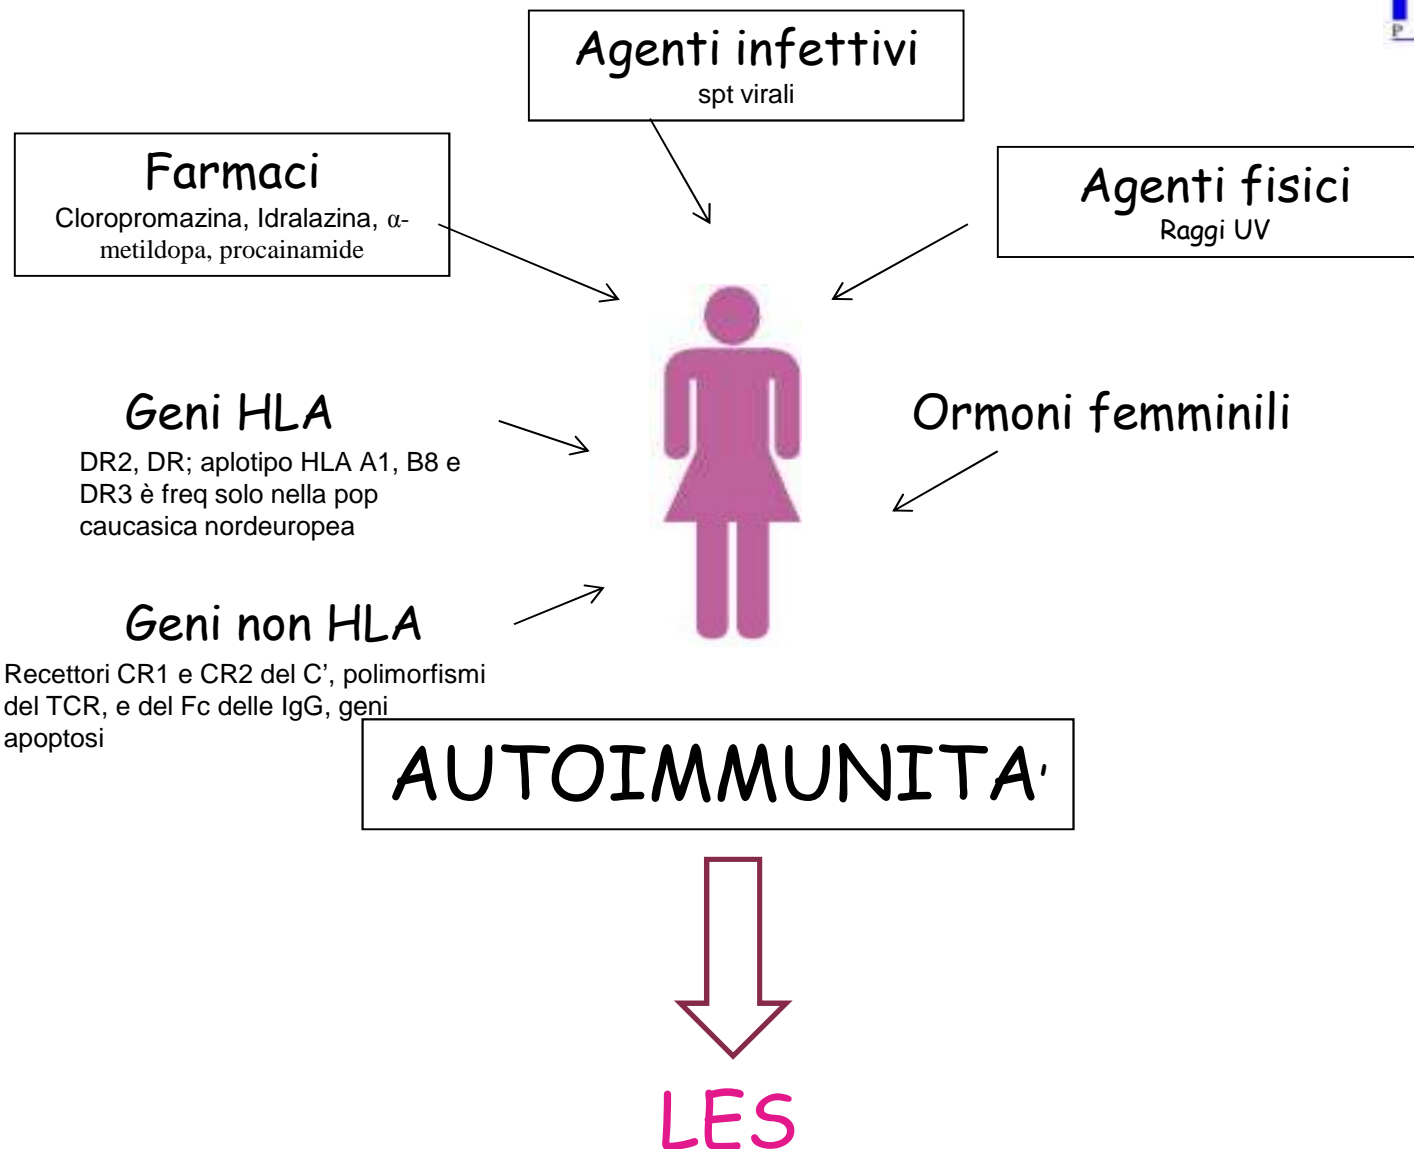 P
Agenti infettivi
spt virali
Farmaci
Cloropromazina, Idralazina, α-
metildopa, procainamide
Agenti fisici
Raggi UV
Geni HLA
DR2, DR; aplotipo HLA A1, B8 e
DR3 è freq solo nella pop
caucasica nordeuropea
Ormoni femminili
Geni non HLA
Recettori CR1 e CR2 del C’, polimorfismi
del TCR, e del Fc delle IgG, geni
apoptosi
AUTOIMMUNITA’
LES